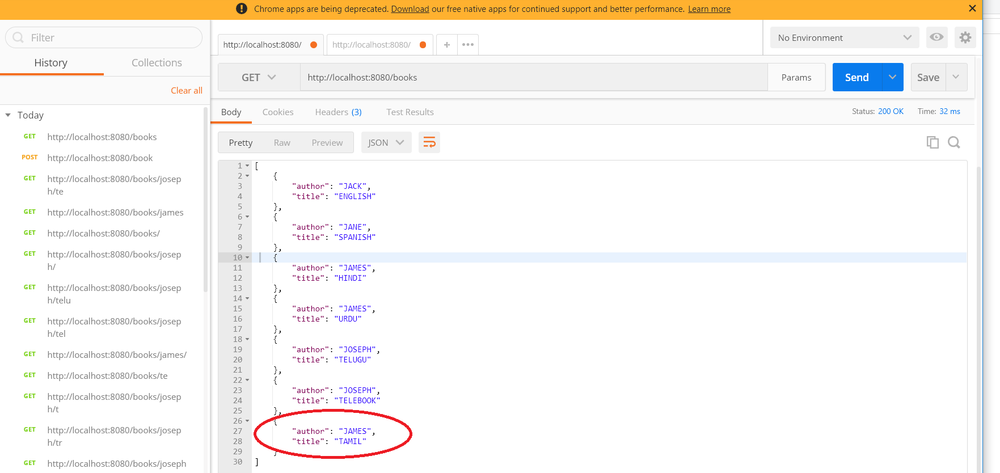 Chrome apps are being deprecated. Download our free native apps for continued support and better performance. Learn more
Filter
History Collections
Clear all
Today
GET http://localhost:8080/books
POST http://localhost:8080/book
GET http://localhost:8080/books/josep
h/te
GET http://localhost:8080/books/james
GET http://localhost:8080/books/
GET http://localhost:8080/books/josep
h/
GET http://localhost:8080/books/josep
h/telu
GET http://localhost:8080/books/josep
h/tel
GET http://localhost:8080/books/james/
GET http://localhost:8080/books/te
GET http://localhost:8080/books/josep
h/t
GET http://localhost:8080/books/josep
h/tr
GET http://localhost:8080/books/joseph
http://localhost:8080/ http://localhost:8080/ + •••
No Environment
GET http://localhost:8080/books Params Send Save
Body Cookies Headers (3) Test Results Status: 200 OK Time: 32 ms
Pretty Raw Preview JSON
1 [
2 {
3 "author": "JACK",
4 "title": "ENGLISH"
5 },
6 {
7 "author": "JANE",
8 "title": "SPANISH"
9 },
10 {
11 "author": "JAMES",
12 "title": "HINDI"
13 },
14 {
15 "author": "JAMES",
16 "title": "URDU"
17 },
18 {
19 "author": "JOSEPH",
20 "title": "TELUGU"
21 },
22 {
23 "author": "JOSEPH",
24 "title": "TELEBOOK"
25 },
26 {
27 "author": "JAMES",
28 "title": "TAMIL"
29 }
30 ]